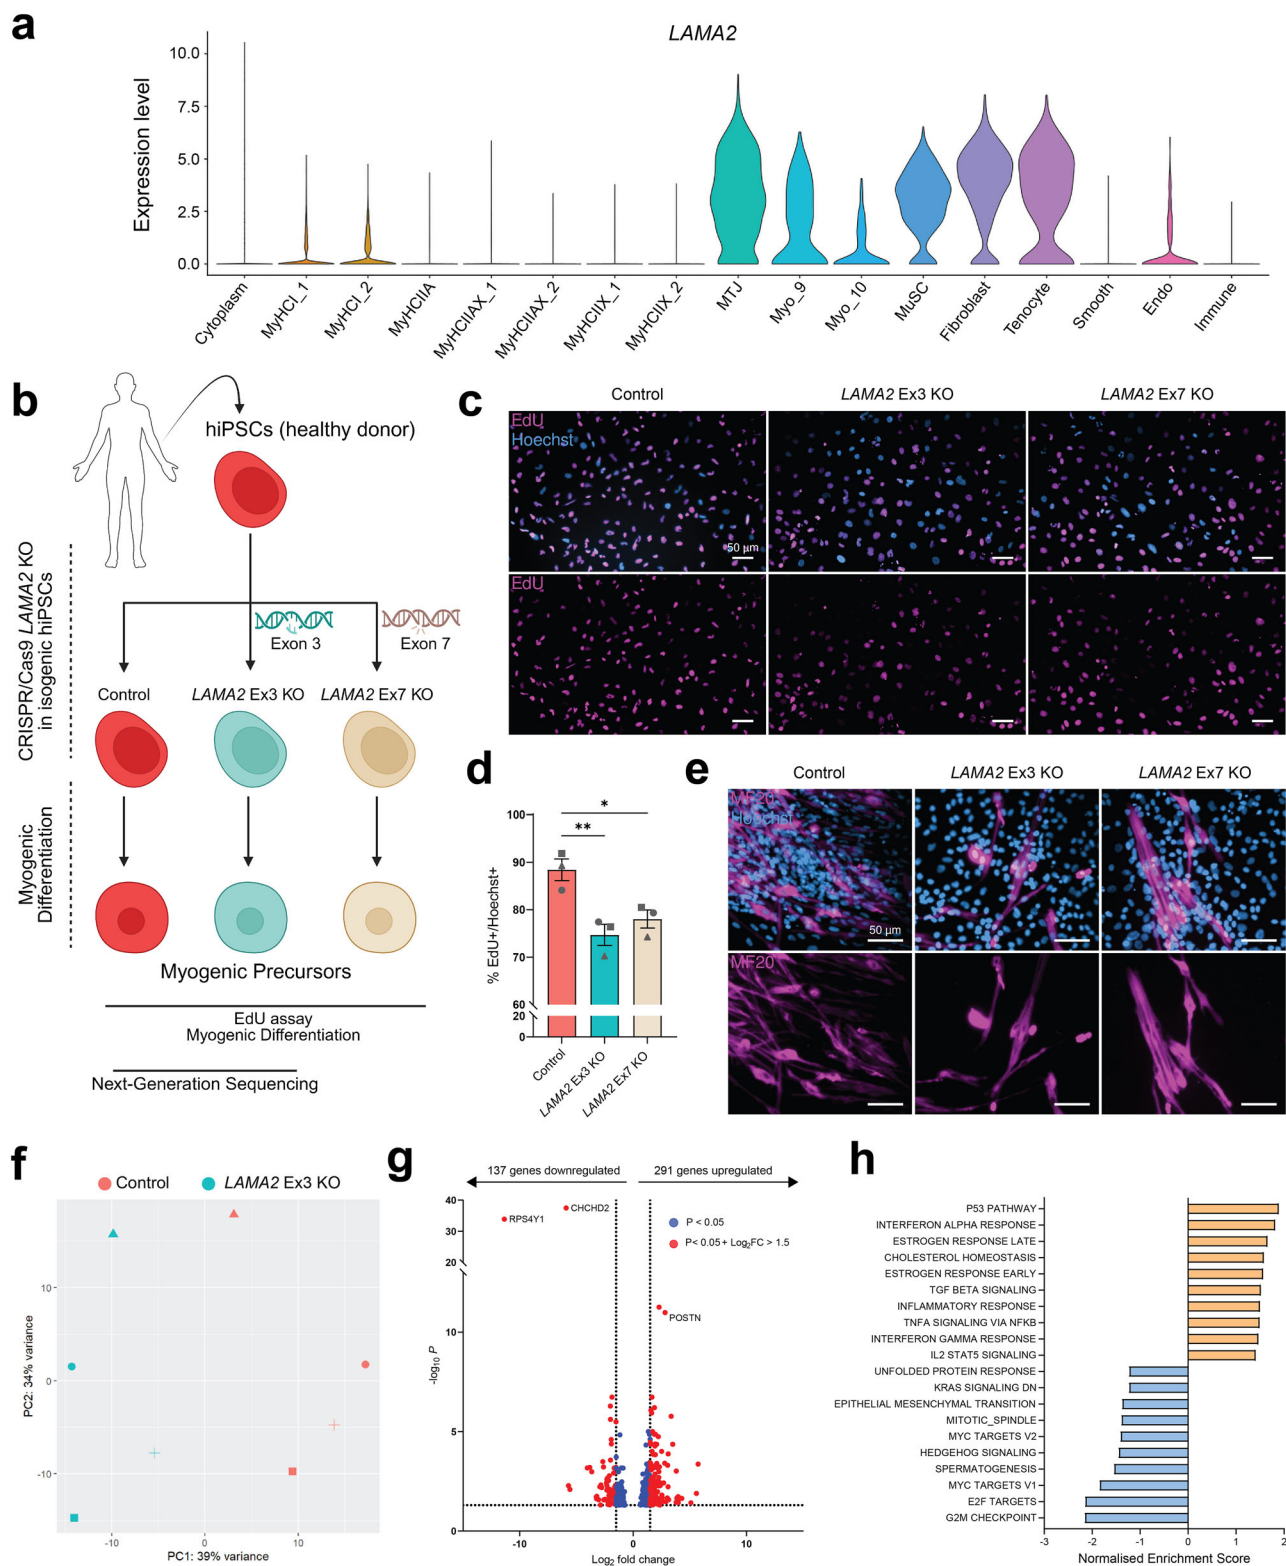 a
LAMA2
Expression level
10.0
7.5
5.0
2.5
0.0
Cytoplasm
MyHCI_1
MyHCI_2
MyHCIIA
MyHCIIAX_1
MyHCIIAX_2
MyHCIIX_1
MyHCIIX_2
MTJ
Myo_9
Myo_10
MuSC
Fibroblast
Tenocyte
Smooth
Endo
Immune
b
hiPSCs (healthy donor)
CRISPR/Cas9 LAMA2 KO
in isogenic hiPSCs
Exon 3
Exon 7
Control
LAMA2 Ex3 KO
LAMA2 Ex7 KO
Myogenic
Differentiation
Myogenic Precursors
EdU assay
Myogenic Differentiation
Next-Generation Sequencing
c
Control
LAMA2 Ex3 KO
LAMA2 Ex7 KO
EdU
Hoechst
50 µm
EdU
d
% EdU+/Hoechst+
100
90
80
70
60
20
0
*
**
Control
LAMA2 Ex3 KO
LAMA2 Ex7 KO
e
Control
LAMA2 Ex3 KO
LAMA2 Ex7 KO
MF20
Hoechst
50 µm
MF20
f
Control
LAMA2 Ex3 KO
PC2: 34% variance
10
0
-10
-10
0
10
PC1: 39% variance
g
137 genes downregulated
291 genes upregulated
40
30
20
10
5
0
-log10 P
CHCHD2
RPS4Y1
P < 0.05
P< 0.05 + Log2FC > 1.5
POSTN
-10
0
10
Log2 fold change
h
P53 PATHWAY
INTERFERON ALPHA RESPONSE
ESTROGEN RESPONSE LATE
CHOLESTEROL HOMEOSTASIS
ESTROGEN RESPONSE EARLY
TGF BETA SIGNALING
INFLAMMATORY RESPONSE
TNFA SIGNALING VIA NFKB
INTERFERON GAMMA RESPONSE
IL2 STAT5 SIGNALING
UNFOLDED PROTEIN RESPONSE
KRAS SIGNALING DN
EPITHELIAL MESENCHYMAL TRANSITION
MITOTIC_SPINDLE
MYC TARGETS V2
HEDGEHOG SIGNALING
SPERMATOGENESIS
MYC TARGETS V1
E2F TARGETS
G2M CHECKPOINT
-3
-2
-1
0
1
2
Normalised Enrichment Score